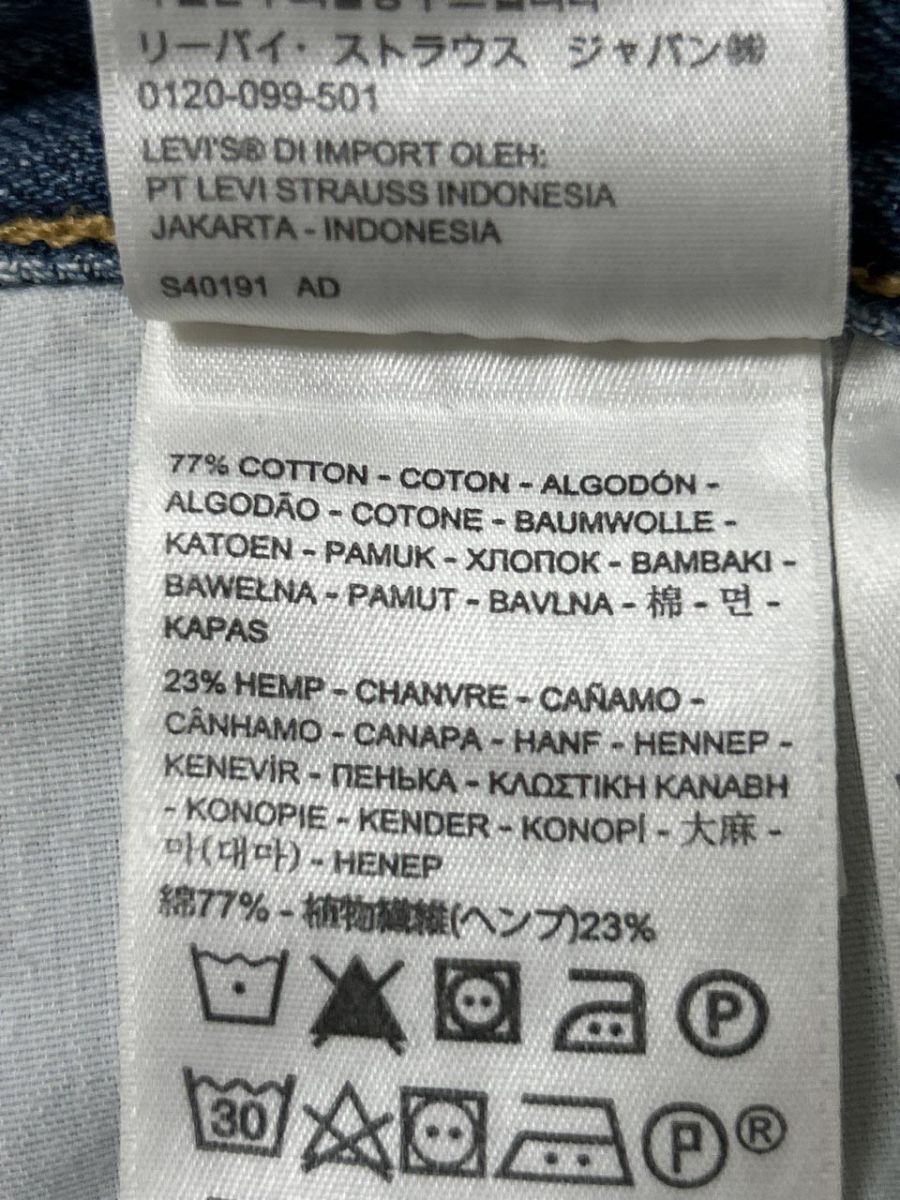 リーバイ・ストラウス ジャパン㈱
0120-099-501
LEVI'S® DI IMPORT OLEH:
PT LEVI STRAUSS INDONESIA
JAKARTA - INDONESIA
S40191 AD
77% COTTON - COTON - ALGODÓN -
ALGODÃO - COTONE - BAUMWOLLE -
KATOEN - PAMUK - ХЛОПОК - BAMBAKI -
BAWEŁNA - PAMUT - BAVLNA - 棉 - 면 -
KAPAS
23% HEMP - CHANVRE - CAÑAMO -
CÂNHAMO - CANAPA - HANF - HENNEP -
KENEVİR - ПЕНЬКА - ΚΛΩΣΤΙΚΗ ΚΑΝΑΒΗ
- KONOPIE - KENDER - KONOPÍ - 大麻 -
마(대마) - HENEP
綿77% - 植物繊維(ヘンプ)23%
P
30 P ®